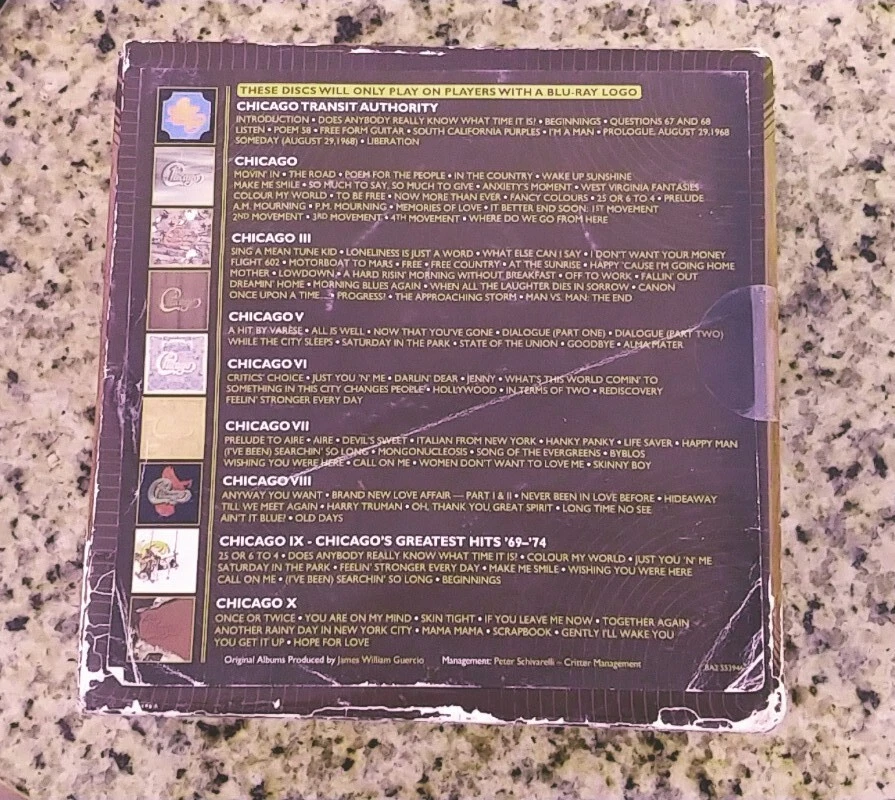 THESE DISCS WILL ONLY PLAY ON PLAYERS WITH A BLU-RAY LOGO
CHICAGO TRANSIT AUTHORITY
INTRODUCTION • DOES ANYBODY REALLY KNOW WHAT TIME IT IS? • BEGINNINGS • QUESTIONS 67 AND 68
LISTEN • POEM 58 • FREE FORM GUITAR • SOUTH CALIFORNIA PURPLES • I'M A MAN • PROLOGUE, AUGUST 29,1968
SOMEDAY (AUGUST 29,1968) • LIBERATION
CHICAGO
MOVIN' IN • THE ROAD • POEM FOR THE PEOPLE • IN THE COUNTRY • WAKE UP SUNSHINE
MAKE ME SMILE • SO MUCH TO SAY, SO MUCH TO GIVE • ANXIETY'S MOMENT • WEST VIRGINIA FANTASIES
COLOUR MY WORLD • TO BE FREE • NOW MORE THAN EVER • FANCY COLOURS • 25 OR 6 TO 4 • PRELUDE
A.M. MOURNING • P.M. MOURNING • MEMORIES OF LOVE • IT BETTER END SOON: 1ST MOVEMENT
2ND MOVEMENT • 3RD MOVEMENT • 4TH MOVEMENT • WHERE DO WE GO FROM HERE
Chicago
CHICAGO III
SING A MEAN TUNE KID • LONELINESS IS JUST A WORD • WHAT ELSE CAN I SAY • I DON'T WANT YOUR MONEY
FLIGHT 602 • MOTORBOAT TO MARS • FREE • FREE COUNTRY • AT THE SUNRISE • HAPPY 'CAUSE I'M GOING HOME
MOTHER • LOWDOWN • A HARD RISIN' MORNING WITHOUT BREAKFAST • OFF TO WORK • FALLIN' OUT
DREAMIN' HOME • MORNING BLUES AGAIN • WHEN ALL THE LAUGHTER DIES IN SORROW • CANON
ONCE UPON A TIME... • PROGRESS? • THE APPROACHING STORM • MAN VS. MAN: THE END
Chicago
CHICAGO V
A HIT BY VARÈSE • ALL IS WELL • NOW THAT YOU'VE GONE • DIALOGUE (PART ONE) • DIALOGUE (PART TWO)
WHILE THE CITY SLEEPS • SATURDAY IN THE PARK • STATE OF THE UNION • GOODBYE • ALMA MATER
Chicago
CHICAGO VI
CRITICS' CHOICE • JUST YOU 'N' ME • DARLIN' DEAR • JENNY • WHAT'S THIS WORLD COMIN' TO
SOMETHING IN THIS CITY CHANGES PEOPLE • HOLLYWOOD • IN TERMS OF TWO • REDISCOVERY
FEELIN' STRONGER EVERY DAY
Chicago
CHICAGO VII
PRELUDE TO AIRE • AIRE • DEVIL'S SWEET • ITALIAN FROM NEW YORK • HANKY PANKY • LIFE SAVER • HAPPY MAN
(I'VE BEEN) SEARCHIN' SO LONG • MONGONUCLEOSIS • SONG OF THE EVERGREENS • BYBLOS
WISHING YOU WERE HERE • CALL ON ME • WOMEN DON'T WANT TO LOVE ME • SKINNY BOY
CHICAGO VIII
ANYWAY YOU WANT • BRAND NEW LOVE AFFAIR — PART I & II • NEVER BEEN IN LOVE BEFORE • HIDEAWAY
TILL WE MEET AGAIN • HARRY TRUMAN • OH, THANK YOU, GREAT SPIRIT • LONG TIME NO SEE
AIN'T IT BLUE? • OLD DAYS
Chicago
CHICAGO IX - CHICAGO'S GREATEST HITS '69–'74
25 OR 6 TO 4 • DOES ANYBODY REALLY KNOW WHAT TIME IT IS? • COLOUR MY WORLD • JUST YOU 'N' ME
SATURDAY IN THE PARK • FEELIN' STRONGER EVERY DAY • MAKE ME SMILE • WISHING YOU WERE HERE
CALL ON ME • (I'VE BEEN) SEARCHIN' SO LONG • BEGINNINGS
CHICAGO X
ONCE OR TWICE • YOU ARE ON MY MIND • SKIN TIGHT • IF YOU LEAVE ME NOW • TOGETHER AGAIN
ANOTHER RAINY DAY IN NEW YORK CITY • MAMA MAMA • SCRAPBOOK • GENTLY I'LL WAKE YOU
YOU GET IT UP • HOPE FOR LOVE
Original Albums Produced by James William Guercio Management: Peter Schivarelli – Critter Management